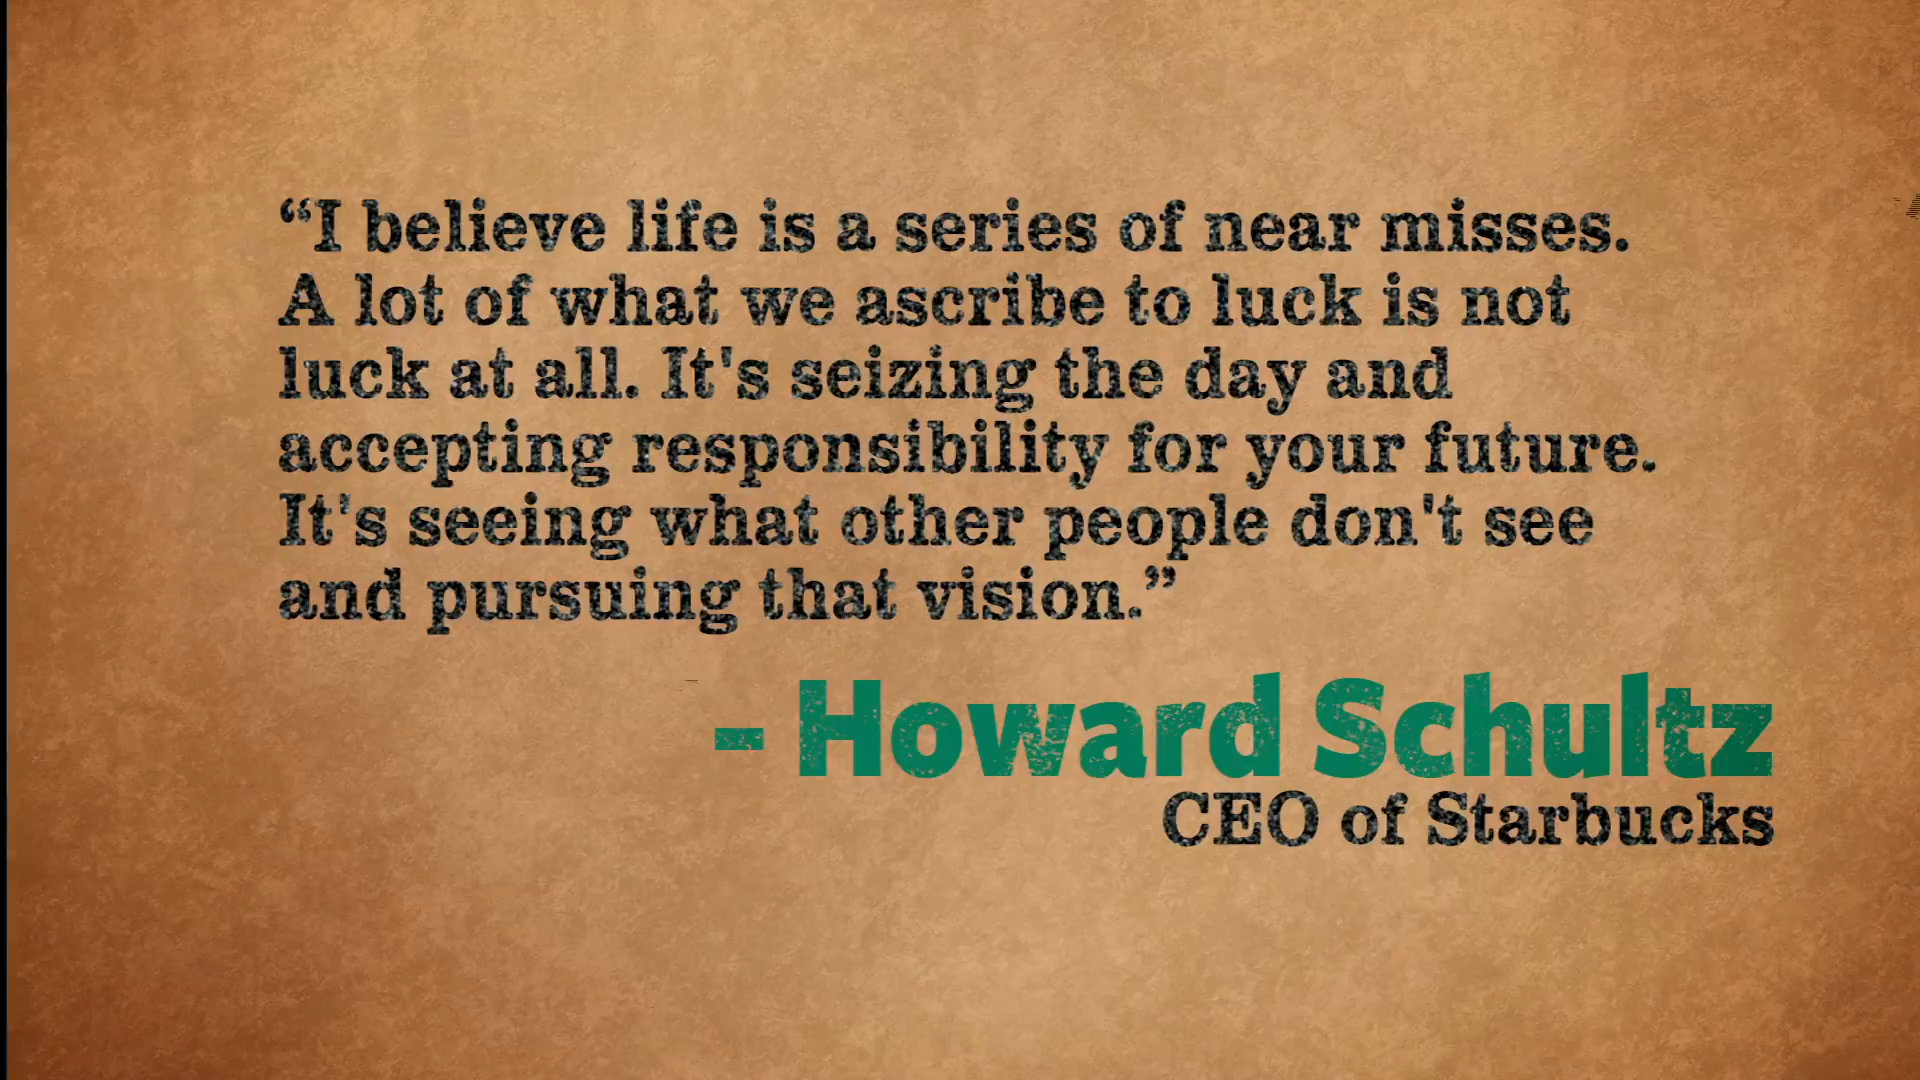 “I believe life is a series of near misses.
A lot of what we ascribe to luck is not
luck at all. It's seizing the day and
accepting responsibility for your future.
It's seeing what other people don't see
and pursuing that vision.”
- Howard Schultz
CEO of Starbucks